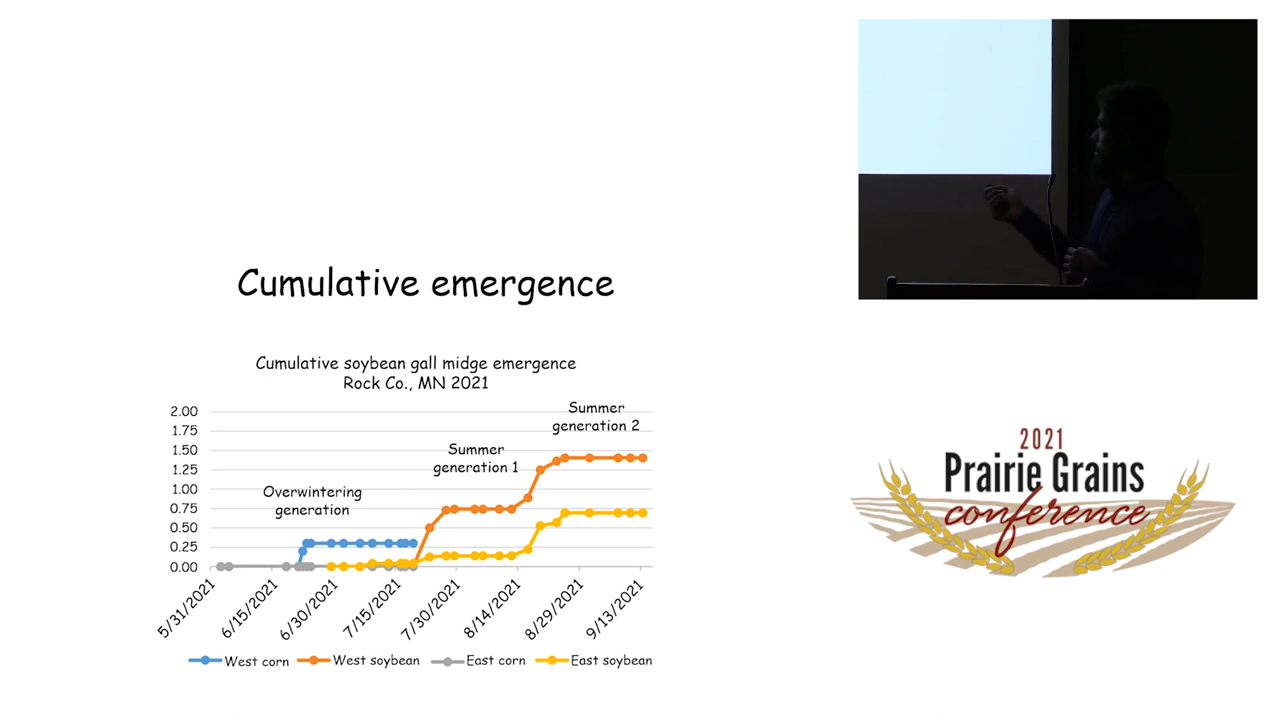 Cumulative emergence
Cumulative soybean gall midge emergence
Rock Co., MN 2021
2.00
1.75
1.50
1.25
1.00
0.75
0.50
0.25
0.00
Overwintering
generation
Summer
generation 1
Summer
generation 2
5/31/2021
6/15/2021
6/30/2021
7/15/2021
7/30/2021
8/14/2021
8/29/2021
9/13/2021
West corn
West soybean
East corn
East soybean
2021
Prairie Grains
conference